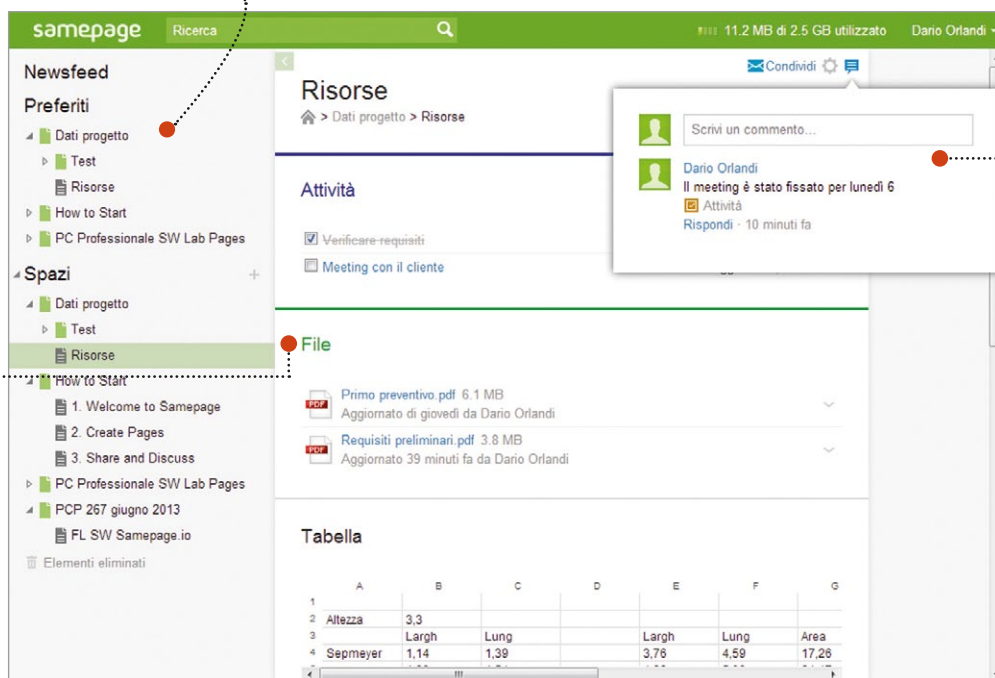 samepage
Ricerca
11.2 MB di 2.5 GB utilizzato
Dario Orlandi
Newsfeed
Preferiti
Dati progetto
Test
Risorse
How to Start
PC Professionale SW Lab Pages
Spazi
+
Dati progetto
Test
Risorse
How to Start
1. Welcome to Samepage
2. Create Pages
3. Share and Discuss
PC Professionale SW Lab Pages
PCP 267 giugno 2013
FL SW Samepage.io
Elementi eliminati
Condividi
Risorse
> Dati progetto > Risorse
Scrivi un commento...
Dario Orlandi
Il meeting è stato fissato per lunedì 6
Attività
Rispondi · 10 minuti fa
Attività
Verificare requisiti
Meeting con il cliente
File
PDF
Primo preventivo.pdf 6.1 MB
Aggiornato di giovedì da Dario Orlandi
PDF
Requisiti preliminari.pdf 3.8 MB
Aggiornato 39 minuti fa da Dario Orlandi
Tabella
A B C D E F G
1
2 Altezza 3,3
3 Largh Lung Largh Lung Area
4 Sepmeyer 1,14 1,39 3,76 4,59 17,26